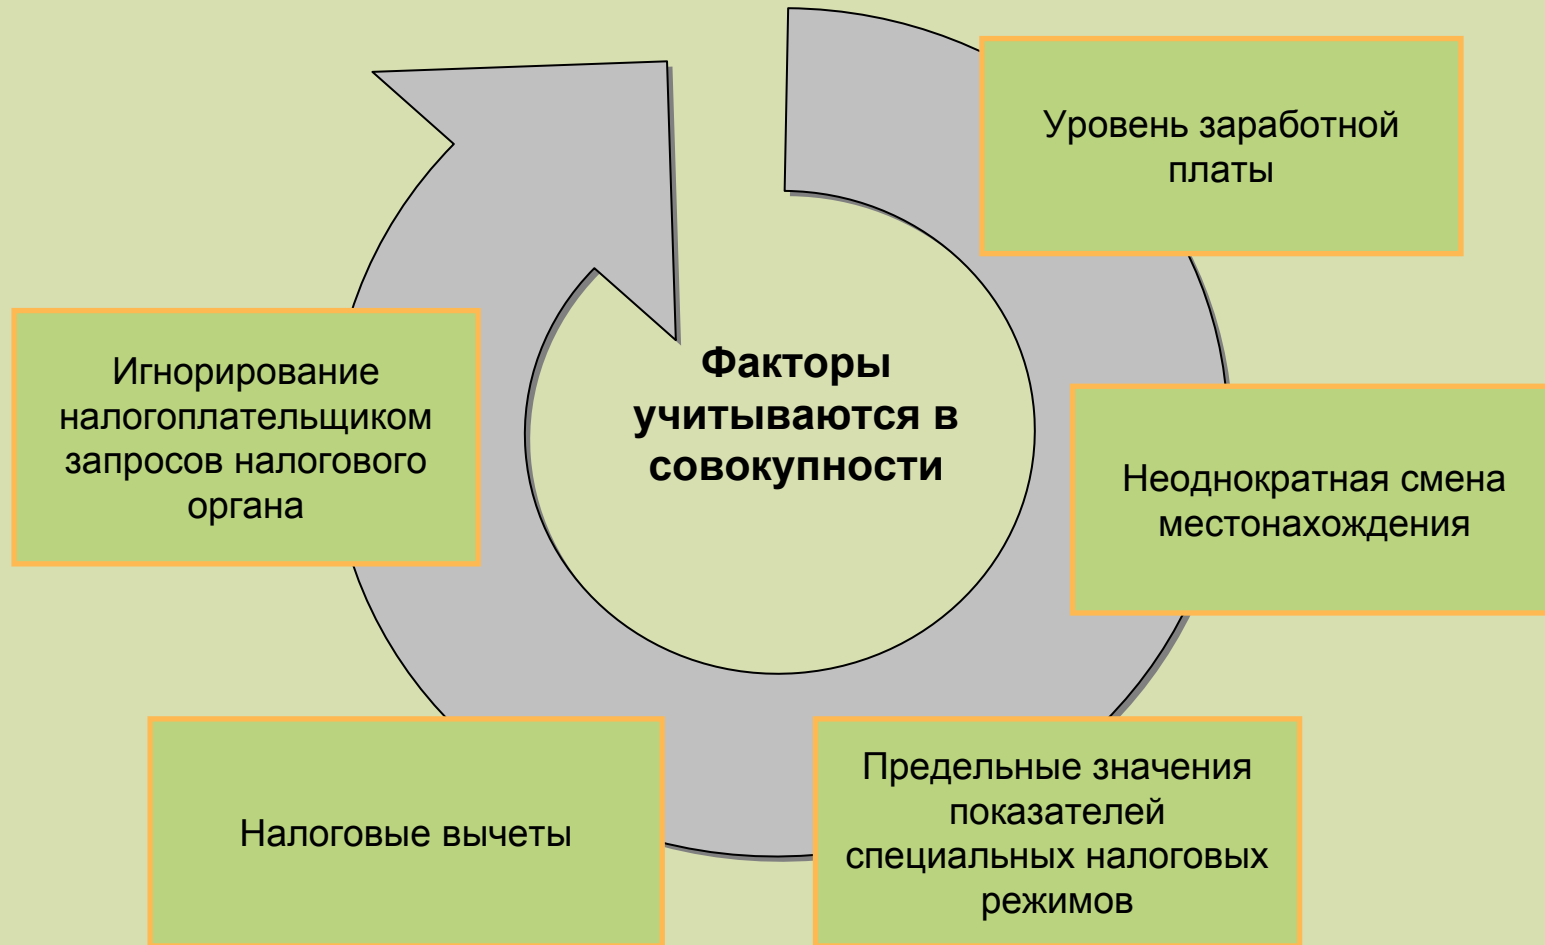 Уровень заработной
платы
Неоднократная смена
местонахождения
Предельные значения
показателей
специальных налоговых
режимов
Налоговые вычеты
Игнорирование
налогоплательщиком
запросов налогового
органа
Факторы
учитываются в
совокупности